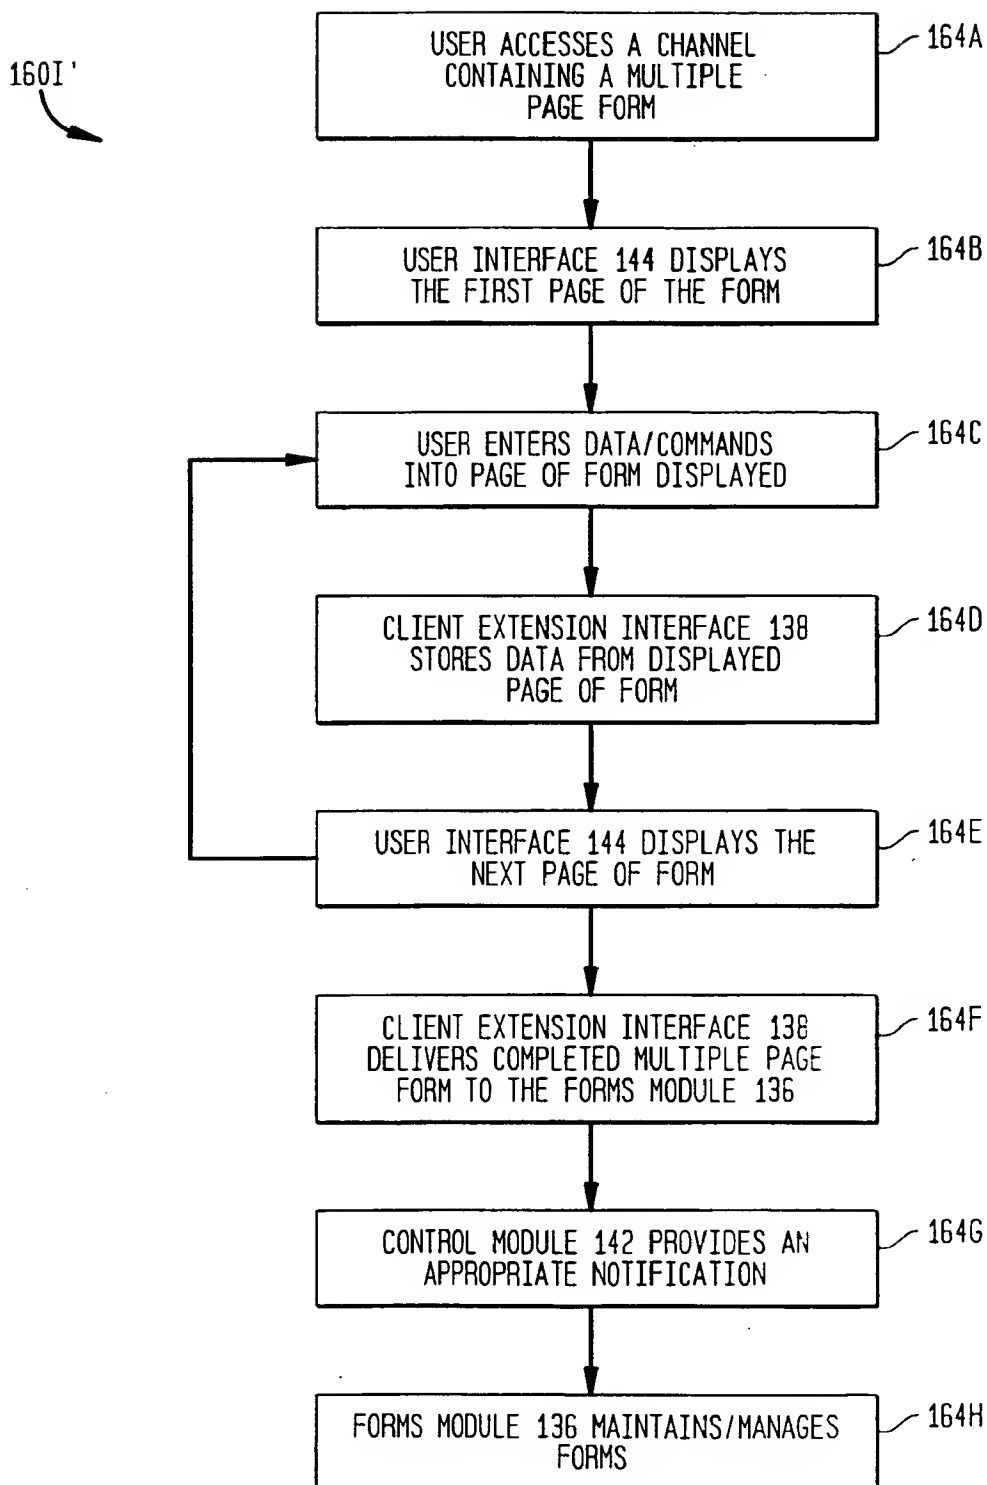 160I'
USER ACCESSES A CHANNEL
CONTAINING A MULTIPLE
PAGE FORM
164A
USER INTERFACE 144 DISPLAYS
THE FIRST PAGE OF THE FORM
164B
USER ENTERS DATA/COMMANDS
INTO PAGE OF FORM DISPLAYED
164C
CLIENT EXTENSION INTERFACE 138
STORES DATA FROM DISPLAYED
PAGE OF FORM
164D
USER INTERFACE 144 DISPLAYS THE
NEXT PAGE OF FORM
164E
CLIENT EXTENSION INTERFACE 138
DELIVERS COMPLETED MULTIPLE PAGE
FORM TO THE FORMS MODULE 136
164F
CONTROL MODULE 142 PROVIDES AN
APPROPRIATE NOTIFICATION
164G
FORMS MODULE 136 MAINTAINS/MANAGES
FORMS
164H